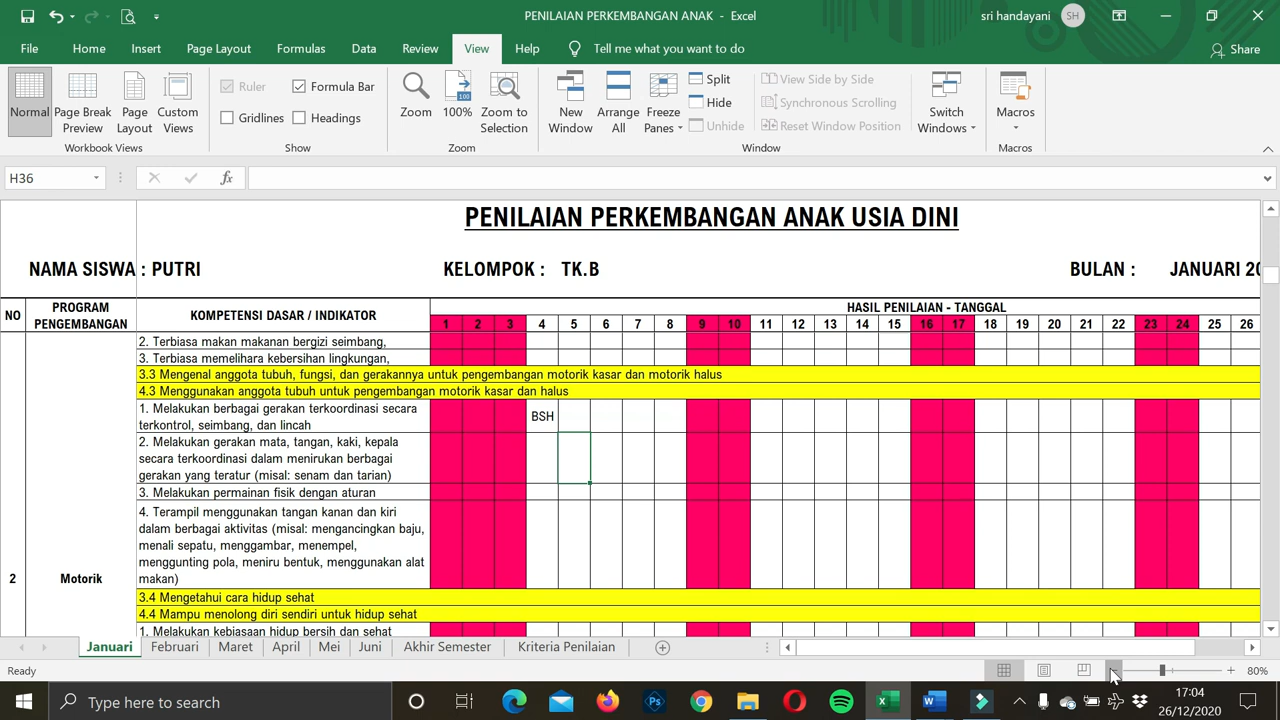 PENILAIAN PERKEMBANGAN ANAK - Excel
sri handayani SH
File Home Insert Page Layout Formulas Data Review View Help Tell me what you want to do Share
Normal Page Break Preview Page Layout Custom Views
Workbook Views
Ruler Formula Bar
Gridlines Headings
Show
Zoom 100% Zoom to Selection
100
Zoom
New Window Arrange All Freeze Panes
Split
Hide
Unhide
View Side by Side
Synchronous Scrolling
Reset Window Position
Window
Switch Windows
Macros
Macros
H36 fx
PENILAIAN PERKEMBANGAN ANAK USIA DINI
NAMA SISWA : PUTRI KELOMPOK : TK.B BULAN : JANUARI 20
NO PROGRAM PENGEMBANGAN KOMPETENSI DASAR / INDIKATOR HASIL PENILAIAN - TANGGAL
1 2 3 4 5 6 7 8 9 10 11 12 13 14 15 16 17 18 19 20 21 22 23 24 25 26
2. Terbiasa makan makanan bergizi seimbang,
3. Terbiasa memelihara kebersihan lingkungan,
3.3 Mengenal anggota tubuh, fungsi, dan gerakannya untuk pengembangan motorik kasar dan motorik halus
4.3 Menggunakan anggota tubuh untuk pengembangan motorik kasar dan halus
1. Melakukan berbagai gerakan terkoordinasi secara
terkontrol, seimbang, dan lincah
BSH
2. Melakukan gerakan mata, tangan, kaki, kepala
secara terkoordinasi dalam menirukan berbagai
gerakan yang teratur (misal: senam dan tarian)
3. Melakukan permainan fisik dengan aturan
4. Terampil menggunakan tangan kanan dan kiri
dalam berbagai aktivitas (misal: mengancingkan baju,
menali sepatu, menggambar, menempel,
menggunting pola, meniru bentuk, menggunakan alat
makan)
2 Motorik
3.4 Mengetahui cara hidup sehat
4.4 Mampu menolong diri sendiri untuk hidup sehat
1. Melakukan kebiasaan hidup bersih dan sehat
Januari Februari Maret April Mei Juni Akhir Semester Kriteria Penilaian
Ready 80%
Type here to search
17:04
26/12/2020